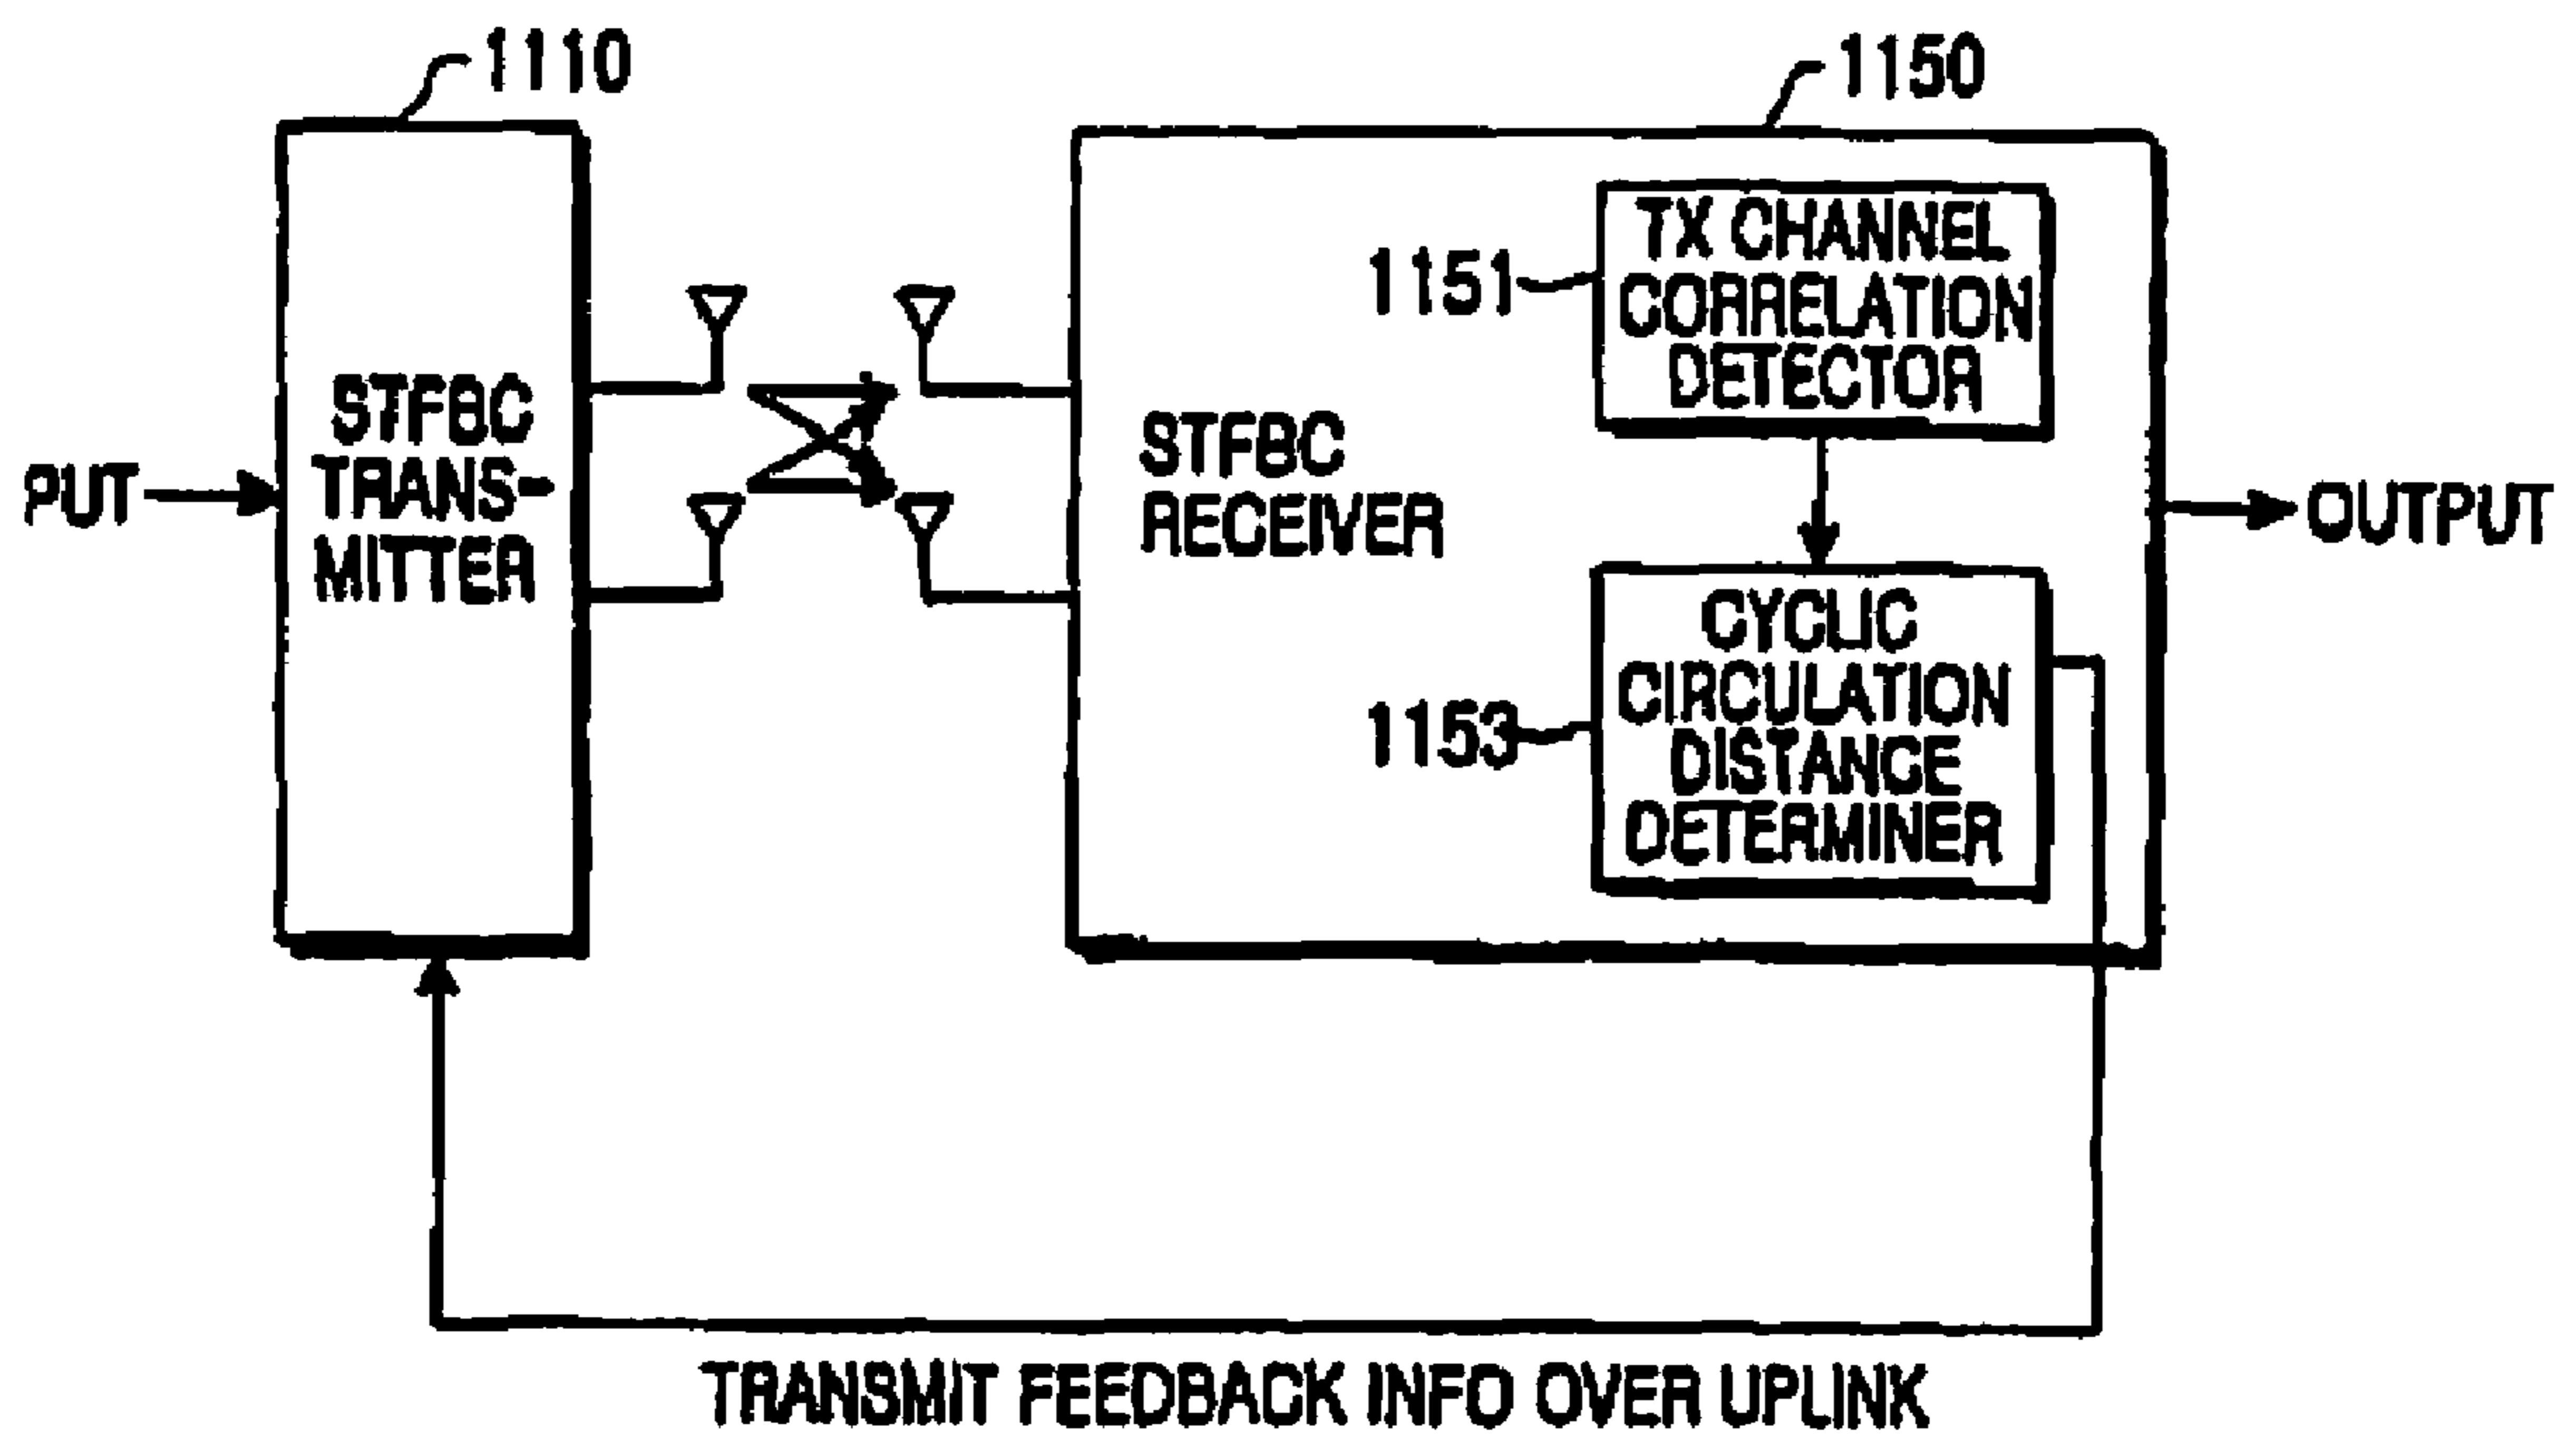 1110
1150
TX CHANNEL
CORRELATION
DETECTOR
1151
STFBC
TRANS-
MITTER
STFBC
RECEIVER
PUT
OUTPUT
CYCLIC
CIRCULATION
DISTANCE
DETERMINER
1153
TRANSMIT FEEDBACK INFO OVER UPLINK